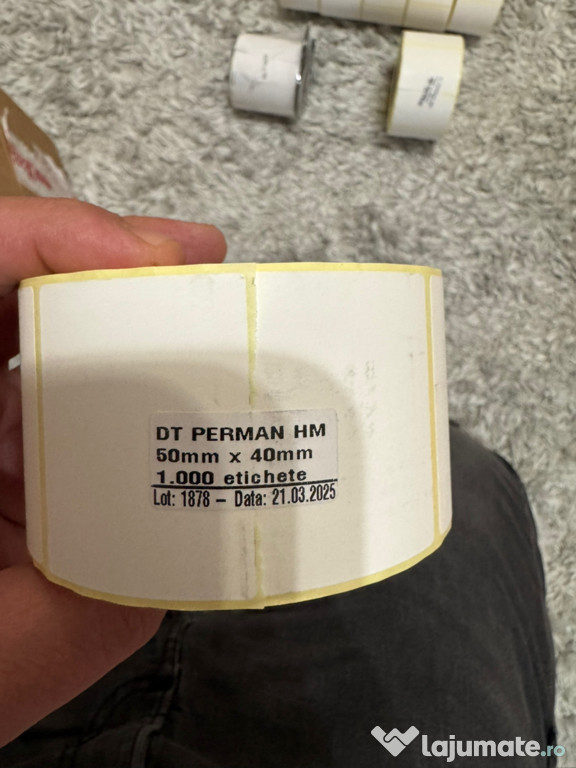 DT PERMAN HM
50mm x 40mm
1.000 etichete
Lot: 1878 – Data: 21.03.2025
lajumate.ro